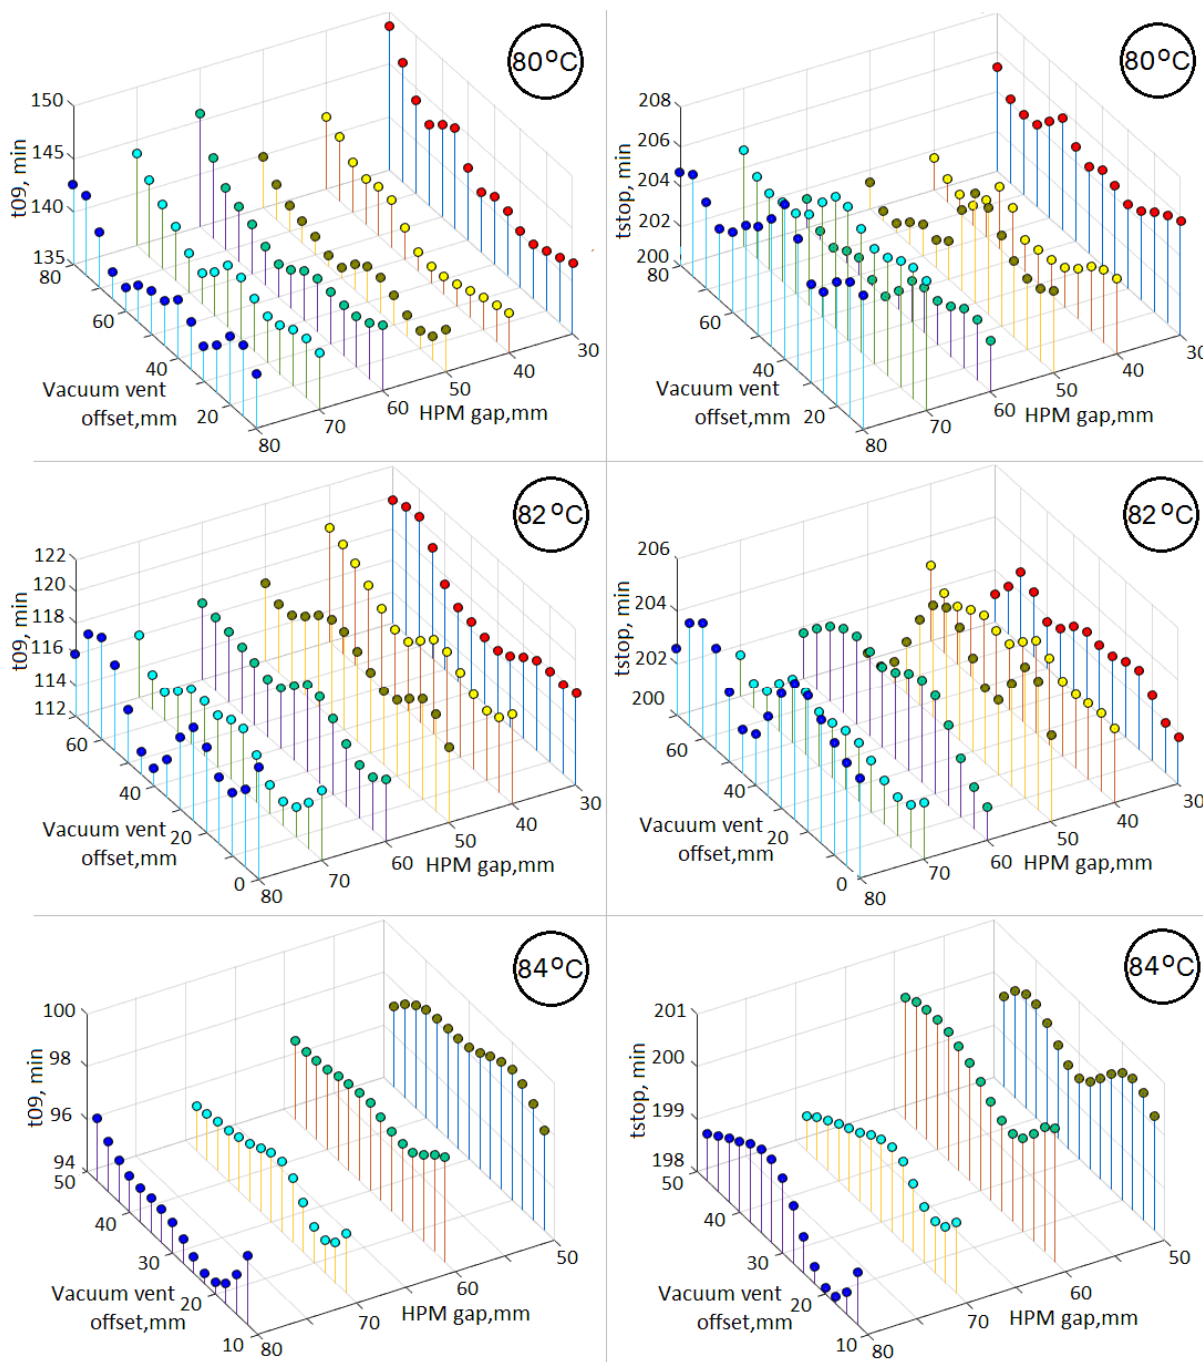 80°C
t09, min
150
145
140
135
80
60
40
20
Vacuum vent
offset,mm
HPM gap,mm
80
70
60
50
40
30
80°C
tstop, min
208
206
204
202
200
80
60
40
20
Vacuum vent
offset,mm
HPM gap,mm
80
70
60
50
40
30
82°C
t09, min
122
120
118
116
114
112
60
40
20
0
Vacuum vent
offset,mm
HPM gap,mm
80
70
60
50
40
30
82°C
tstop, min
206
204
202
200
60
40
20
0
Vacuum vent
offset,mm
HPM gap,mm
80
70
60
50
40
30
84°C
t09, min
100
98
96
94
50
40
30
20
10
Vacuum vent
offset,mm
HPM gap,mm
80
70
60
50
84°C
tstop, min
201
200
199
198
50
40
30
20
10
Vacuum vent
offset,mm
HPM gap,mm
80
70
60
50